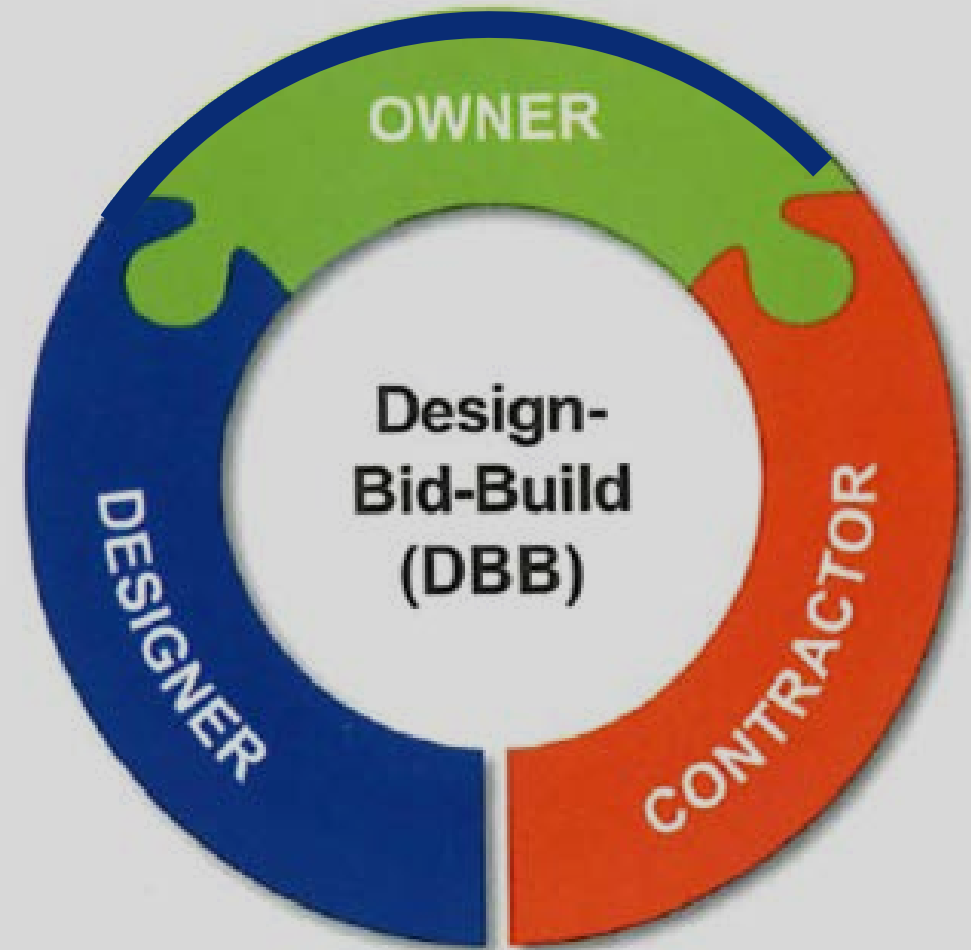 OWNER
Design-
Bid-Build
(DBB)
DESIGNER
CONTRACTOR